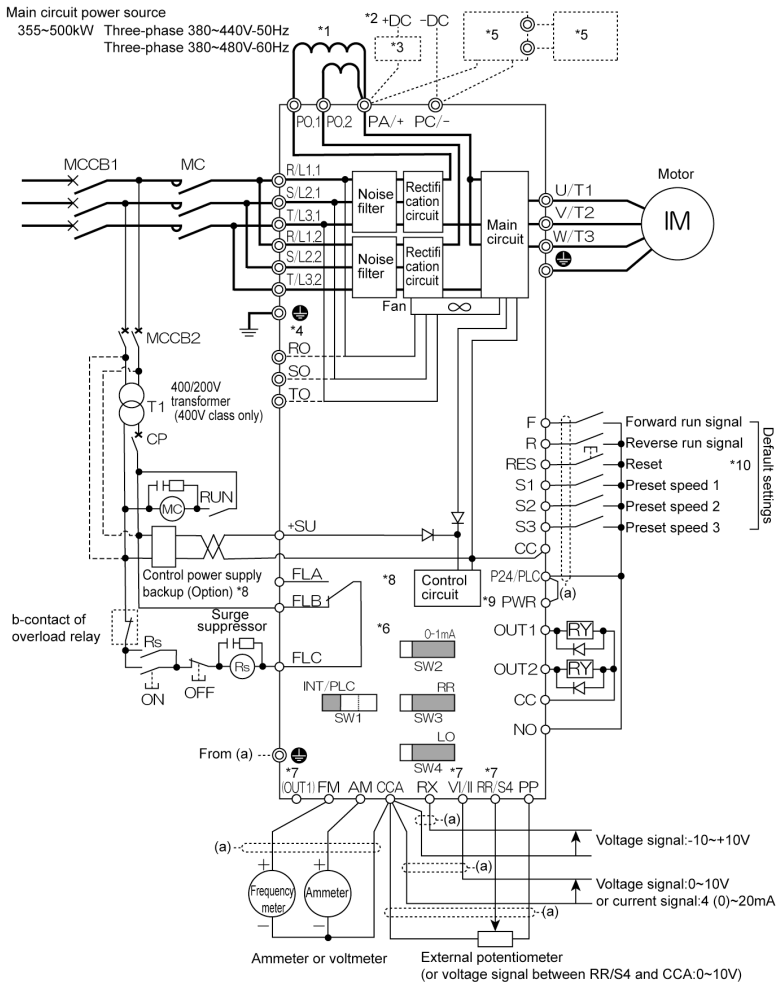 Main circuit power source
355~500kW Three-phase 380~440V-50Hz
Three-phase 380~480V-60Hz
*1
*2 +DC -DC
*3
*5
*5
PO.1 PO.2 PA/+ PC/-
MCCB1 MC
R/L1.1
S/L2.1
T/L3.1
R/L1.2
S/L2.2
T/L3.2
Noise
filter
Rectifi
cation
circuit
Noise
filter
Rectifi
cation
circuit
Main
circuit
Fan
U/T1
V/T2
W/T3
Motor
IM
*4
RO
SO
TO
MCCB2
T1
400/200V
transformer
(400V class only)
CP
MC
RUN
+SU
Control power supply
backup (Option) *8
FLA
FLB
FLC
*8
Control
circuit
b-contact of
overload relay
Rs
ON
OFF
Surge
suppressor
Rs
F Forward run signal
R Reverse run signal
RES Reset
S1 Preset speed 1
S2 Preset speed 2
S3 Preset speed 3
*10
Default settings
CC
P24/PLC
(a)
*9 PWR
OUT1 RY
OUT2 RY
CC
NO
*6
0-1mA
SW2
INT/PLC
SW1
RR
SW3
LO
SW4
From (a)
*7 *7 *7
(OUT1) FM AM CCA RX VI/II RR/S4 PP
(a)
(a)
(a)
(a)
+ +
Frequency
meter
Ammeter
- -
Ammeter or voltmeter
Voltage signal:-10~+10V
Voltage signal:0~10V
or current signal:4 (0)~20mA
External potentiometer
(or voltage signal between RR/S4 and CCA:0~10V)